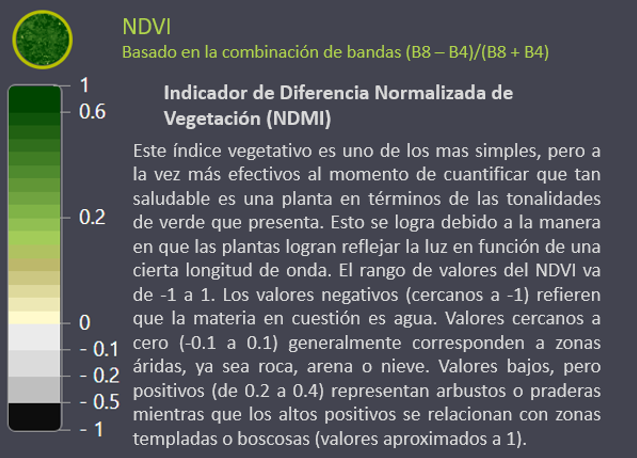 NDVI
Basado en la combinación de bandas (B8 – B4)/(B8 + B4)
1
0.6
0.2
0
- 0.1
- 0.2
- 0.5
- 1
Indicador de Diferencia Normalizada de
Vegetación (NDMI)
Este índice vegetativo es uno de los mas simples, pero a
la vez más efectivos al momento de cuantificar que tan
saludable es una planta en términos de las tonalidades
de verde que presenta. Esto se logra debido a la manera
en que las plantas logran reflejar la luz en función de una
cierta longitud de onda. El rango de valores del NDVI va
de -1 a 1. Los valores negativos (cercanos a -1) refieren
que la materia en cuestión es agua. Valores cercanos a
cero (-0.1 a 0.1) generalmente corresponden a zonas
áridas, ya sea roca, arena o nieve. Valores bajos, pero
positivos (de 0.2 a 0.4) representan arbustos o praderas
mientras que los altos positivos se relacionan con zonas
templadas o boscosas (valores aproximados a 1).